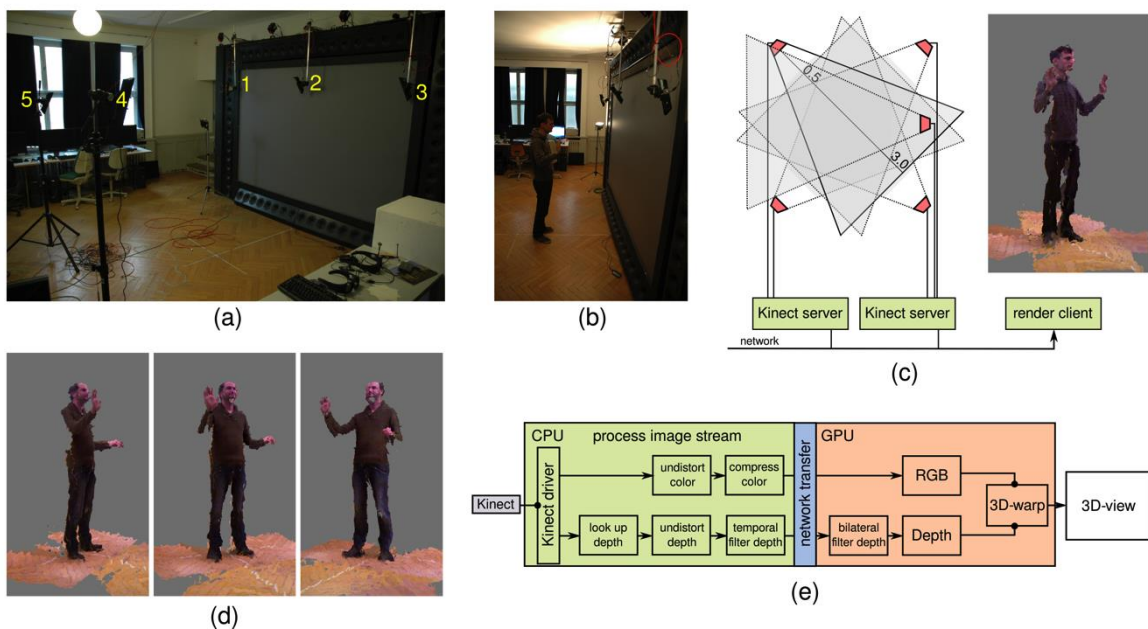 1
2
3
4
5
(a)
(b)
0.5
3.0
Kinect server
Kinect server
render client
network
(c)
(d)
CPU
process image stream
GPU
Kinect
Kinect driver
undistort
color
compress
color
look up
depth
undistort
depth
temporal
filter depth
network transfer
RGB
bilateral
filter depth
Depth
3D-warp
3D-view
(e)